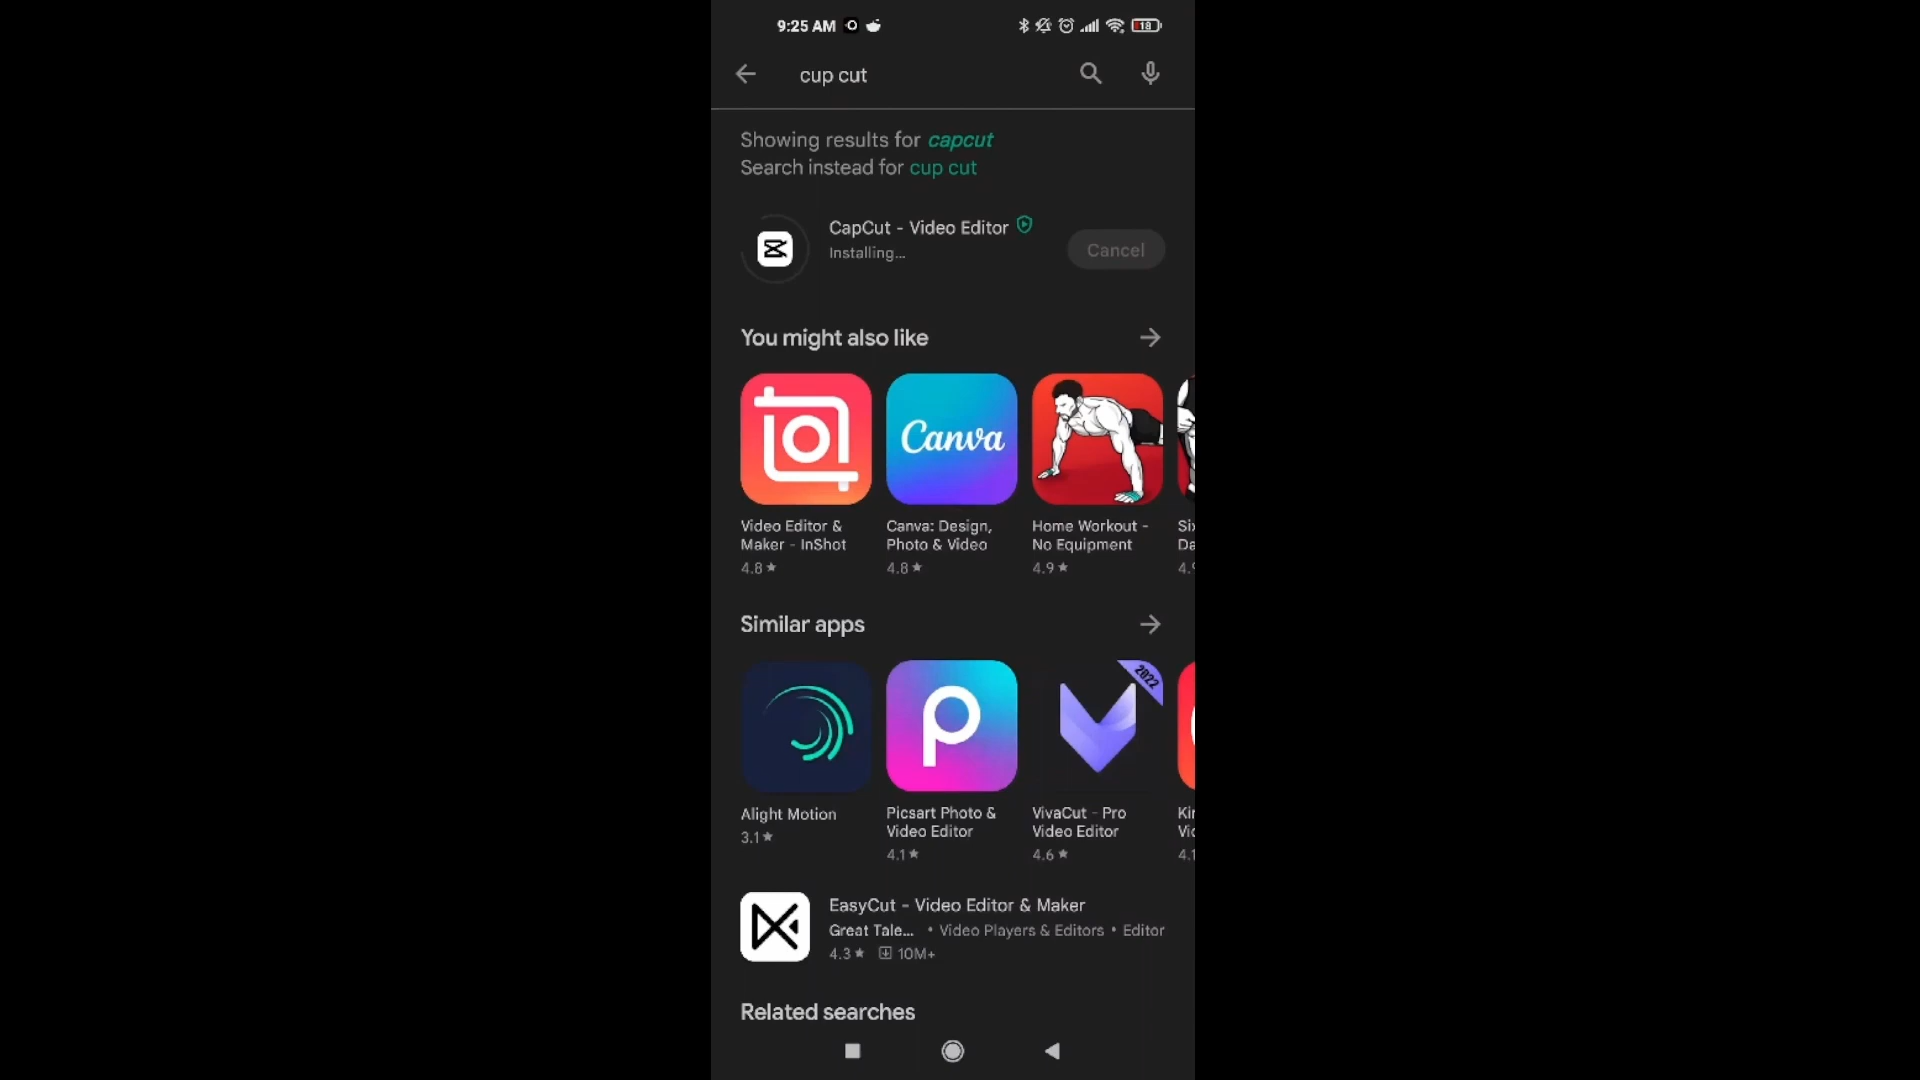 9:25 AM
18
cup cut
Showing results for capcut
Search instead for cup cut
CapCut - Video Editor
Installing...
Cancel
You might also like
Canva
Video Editor &
Maker - InShot
4.8
Canva: Design,
Photo & Video
4.8
Home Workout -
No Equipment
4.9
Similar apps
2022
Alight Motion
3.1
Picsart Photo &
Video Editor
4.1
VivaCut - Pro
Video Editor
4.6
EasyCut - Video Editor & Maker
Great Tale... • Video Players & Editors • Editor
4.3 10M+
Related searches